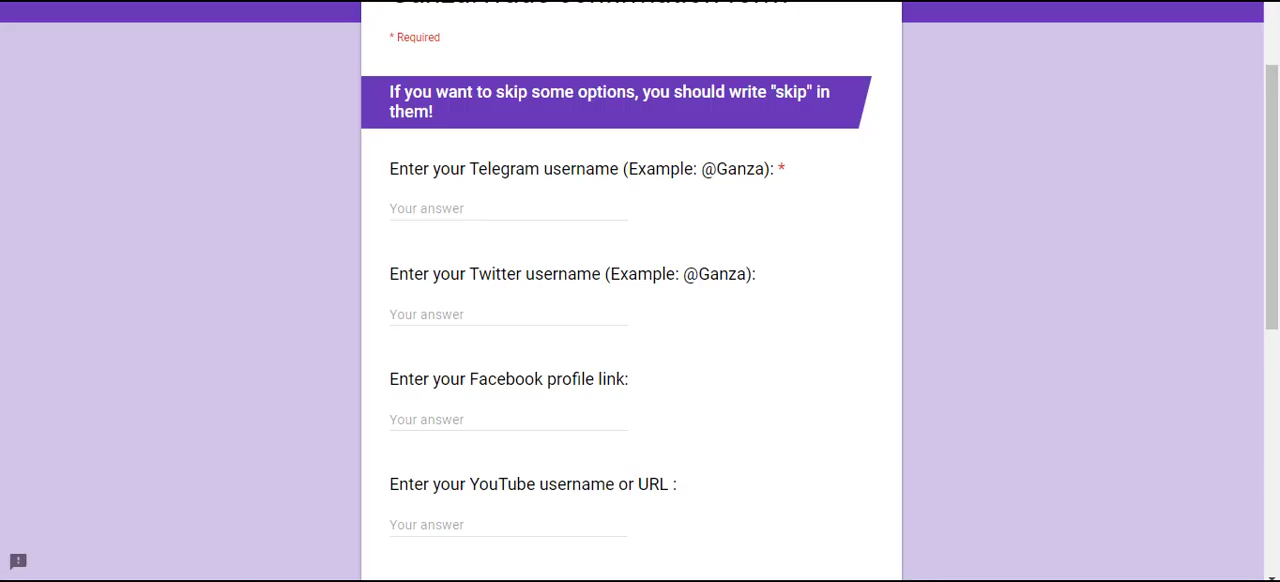 * Required
If you want to skip some options, you should write "skip" in
them!
Enter your Telegram username (Example: @Ganza): *
Your answer
Enter your Twitter username (Example: @Ganza):
Your answer
Enter your Facebook profile link:
Your answer
Enter your YouTube username or URL :
Your answer